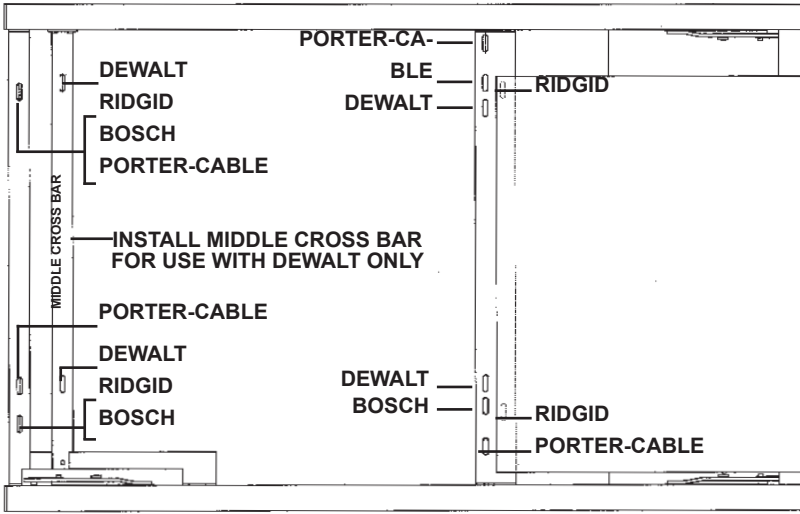 PORTER-CA-
BLE
DEWALT
RIDGID
DEWALT
RIDGID
BOSCH
PORTER-CABLE
MIDDLE CROSS BAR
INSTALL MIDDLE CROSS BAR
FOR USE WITH DEWALT ONLY
PORTER-CABLE
DEWALT
RIDGID
BOSCH
DEWALT
BOSCH
RIDGID
PORTER-CABLE